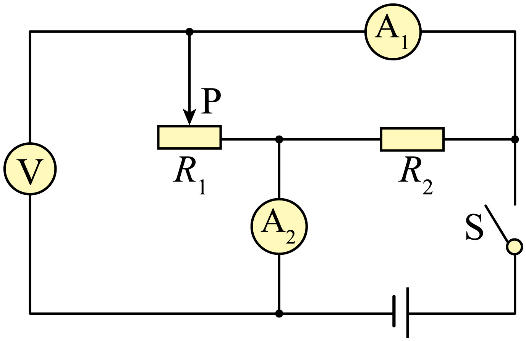 A₁
P
V
R₁
R₂
A₂
S